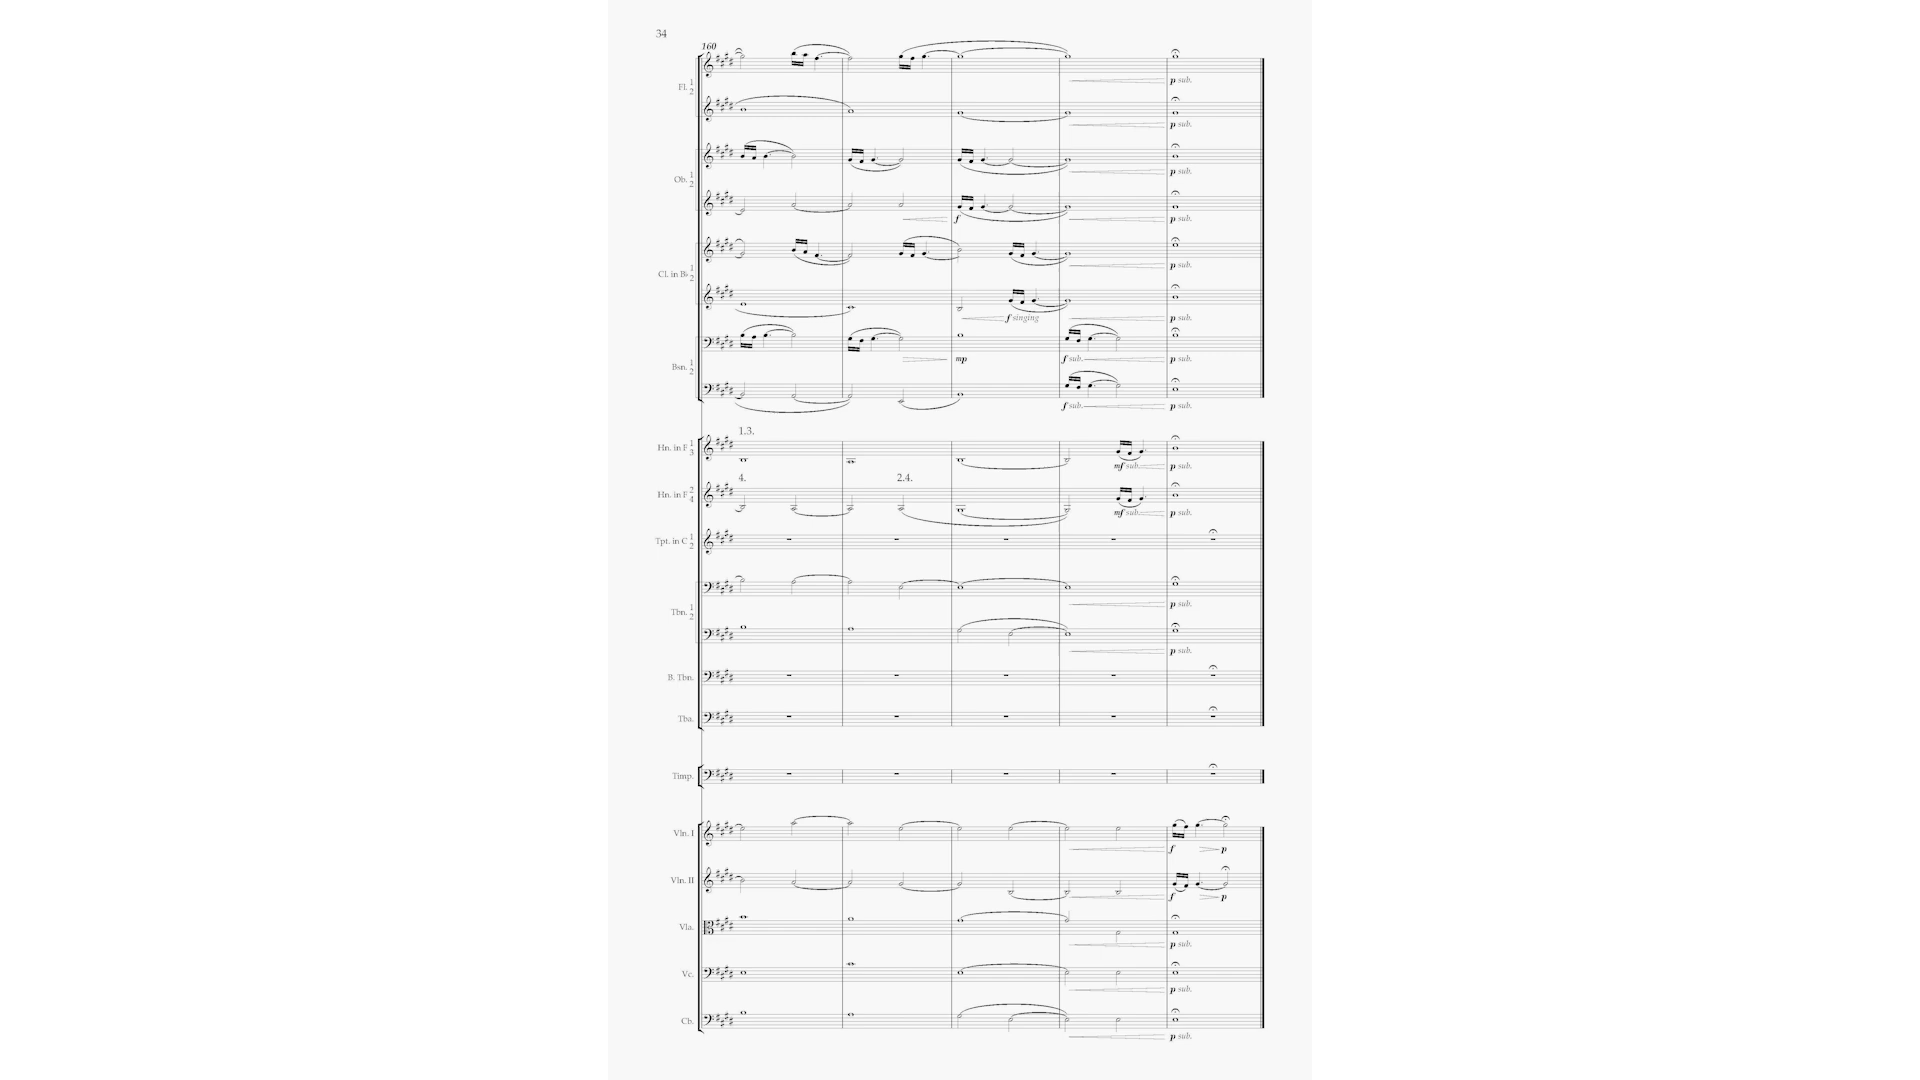 34
160
Fl. 1 2
p sub.
p sub.
Ob. 1 2
p sub.
f
p sub.
Cl. in B♭ 1 2
p sub.
f singing
p sub.
mp
f sub.
p sub.
Bsn. 1 2
f sub.
p sub.
1.3.
Hn. in F 1 3
mf sub.
p sub.
4.
2.4.
Hn. in F 2 4
mf sub.
p sub.
Tpt. in C 1 2
p sub.
Tbn. 1 2
p sub.
B. Tbn.
Tba.
Timp.
Vln. I
f
p
Vln. II
f
p
Vla.
p sub.
Vc.
p sub.
Cb.
p sub.